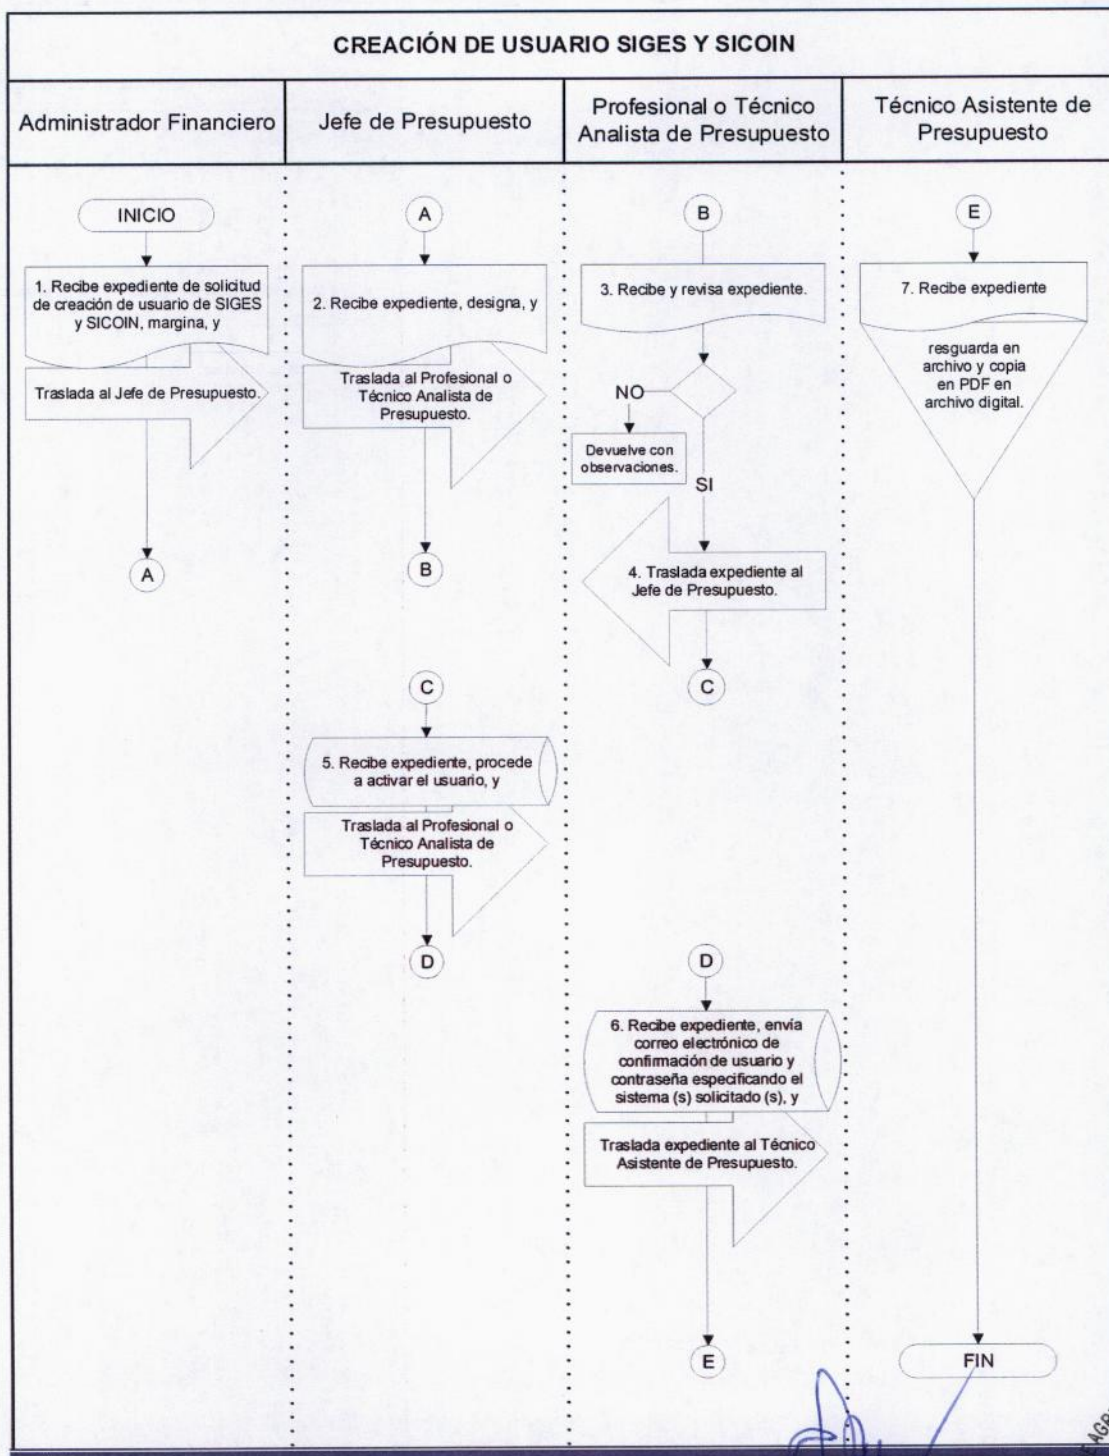 CREACIÓN DE USUARIO SIGES Y SICOIN
Administrador Financiero
Jefe de Presupuesto
Profesional o Técnico
Analista de Presupuesto
Técnico Asistente de
Presupuesto
INICIO
1. Recibe expediente de solicitud
de creación de usuario de SIGES
y SICOIN, margina, y
Traslada al Jefe de Presupuesto.
A
A
2. Recibe expediente, designa, y
Traslada al Profesional o
Técnico Analista de
Presupuesto.
B
B
3. Recibe y revisa expediente.
NO
Devuelve con
observaciones.
SI
4. Traslada expediente al
Jefe de Presupuesto.
C
C
5. Recibe expediente, procede
a activar el usuario, y
Traslada al Profesional o
Técnico Analista de
Presupuesto.
D
D
6. Recibe expediente, envía
correo electrónico de
confirmación de usuario y
contraseña especificando el
sistema (s) solicitado (s), y
Traslada expediente al Técnico
Asistente de Presupuesto.
E
E
7. Recibe expediente
resguarda en
archivo y copia
en PDF en
archivo digital.
FIN